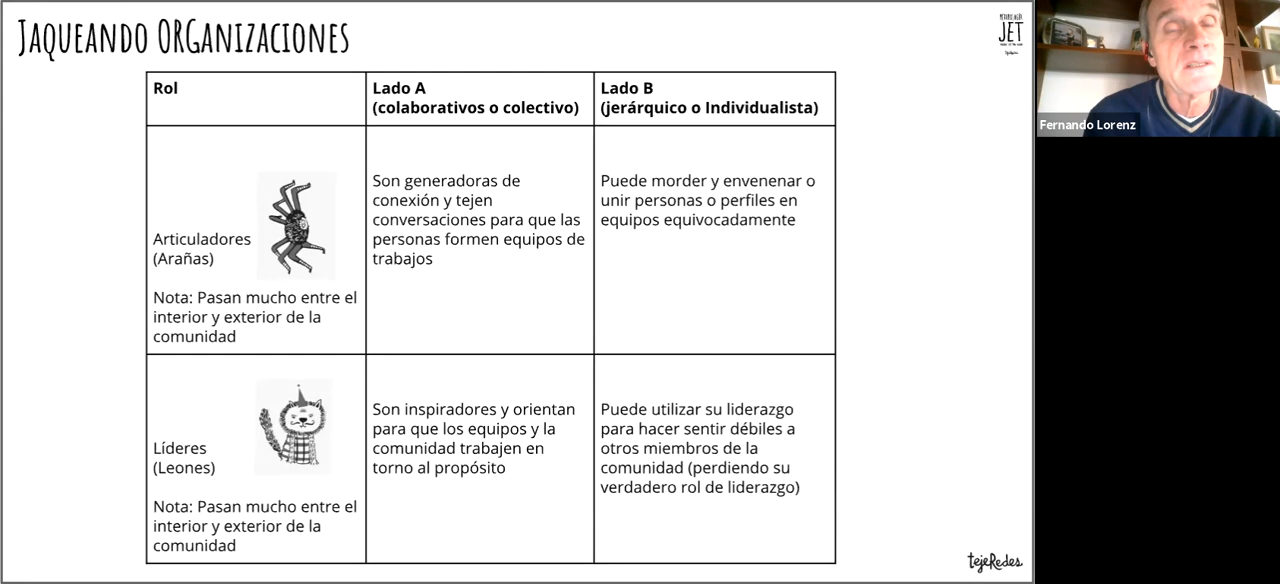 JAQUEANDO ORGANIZACIONES
JET
Fernando Lorenz
Rol
Lado A
(colaborativos o colectivo)
Lado B
(jerárquico o Individualista)
Articuladores
(Arañas)
Nota: Pasan mucho entre el
interior y exterior de la
comunidad
Son generadoras de
conexión y tejen
conversaciones para que las
personas formen equipos de
trabajos
Puede morder y envenenar o
unir personas o perfiles en
equipos equivocadamente
Líderes
(Leones)
Nota: Pasan mucho entre el
interior y exterior de la
comunidad
Son inspiradores y orientan
para que los equipos y la
comunidad trabajen en
torno al propósito
Puede utilizar su liderazgo
para hacer sentir débiles a
otros miembros de la
comunidad (perdiendo su
verdadero rol de liderazgo)
tejeRedes